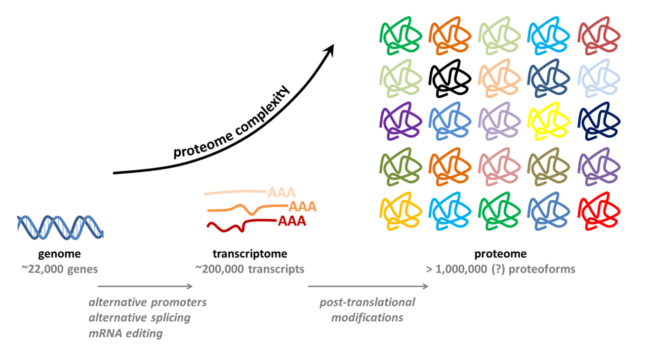 proteome complexity
AAA
AAA
AAA
genome
~22,000 genes
transcriptome
~200,000 transcripts
proteome
> 1,000,000 (?) proteoforms
alternative promoters
alternative splicing
mRNA editing
post-translational
modifications